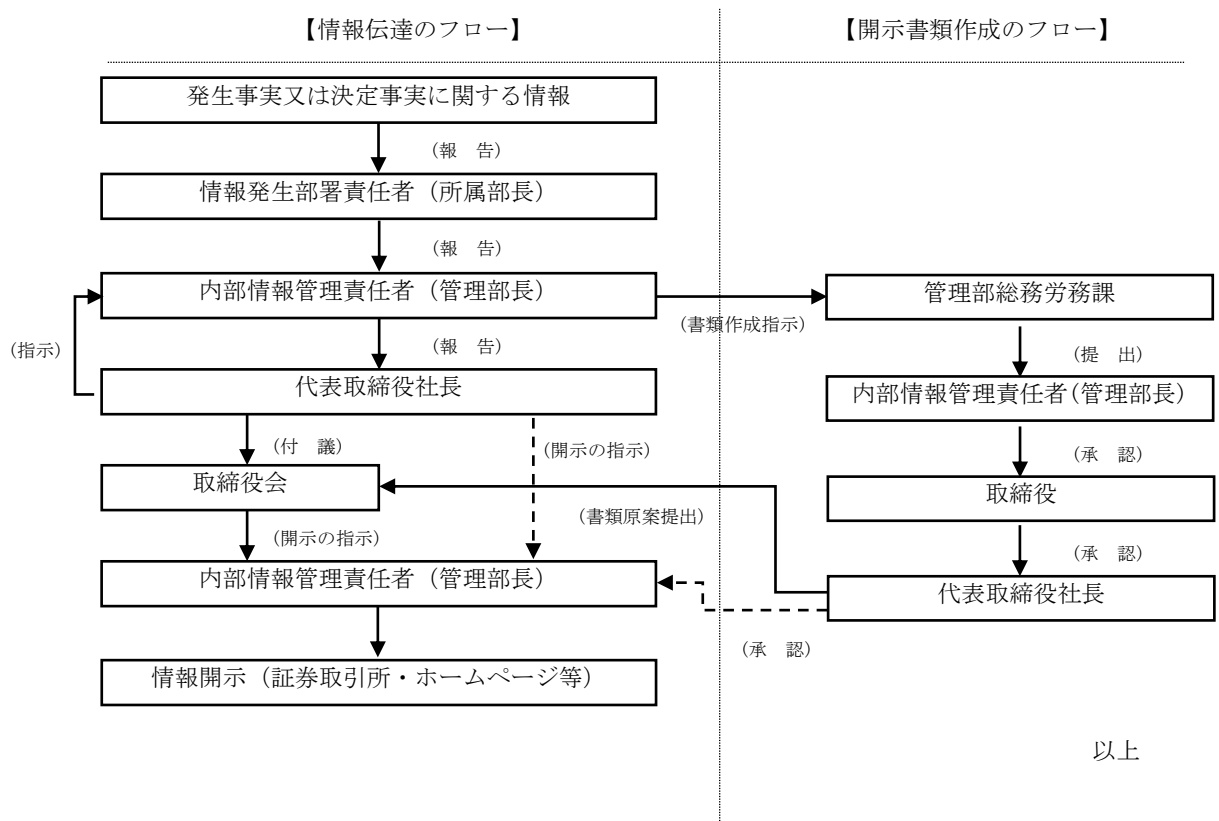 【情報伝達のフロー】
【開示書類作成のフロー】
発生事実又は決定事実に関する情報
（報　告）
情報発生部署責任者（所属部長）
（報　告）
内部情報管理責任者（管理部長）
管理部総務労務課
（書類作成指示）
（指示）
（報　告）
（提　出）
代表取締役社長
内部情報管理責任者（管理部長）
（付　議）
（開示の指示）
（承　認）
取締役会
取締役
（書類原案提出）
（開示の指示）
（承　認）
内部情報管理責任者（管理部長）
代表取締役社長
（承　認）
情報開示（証券取引所・ホームページ等）
以上